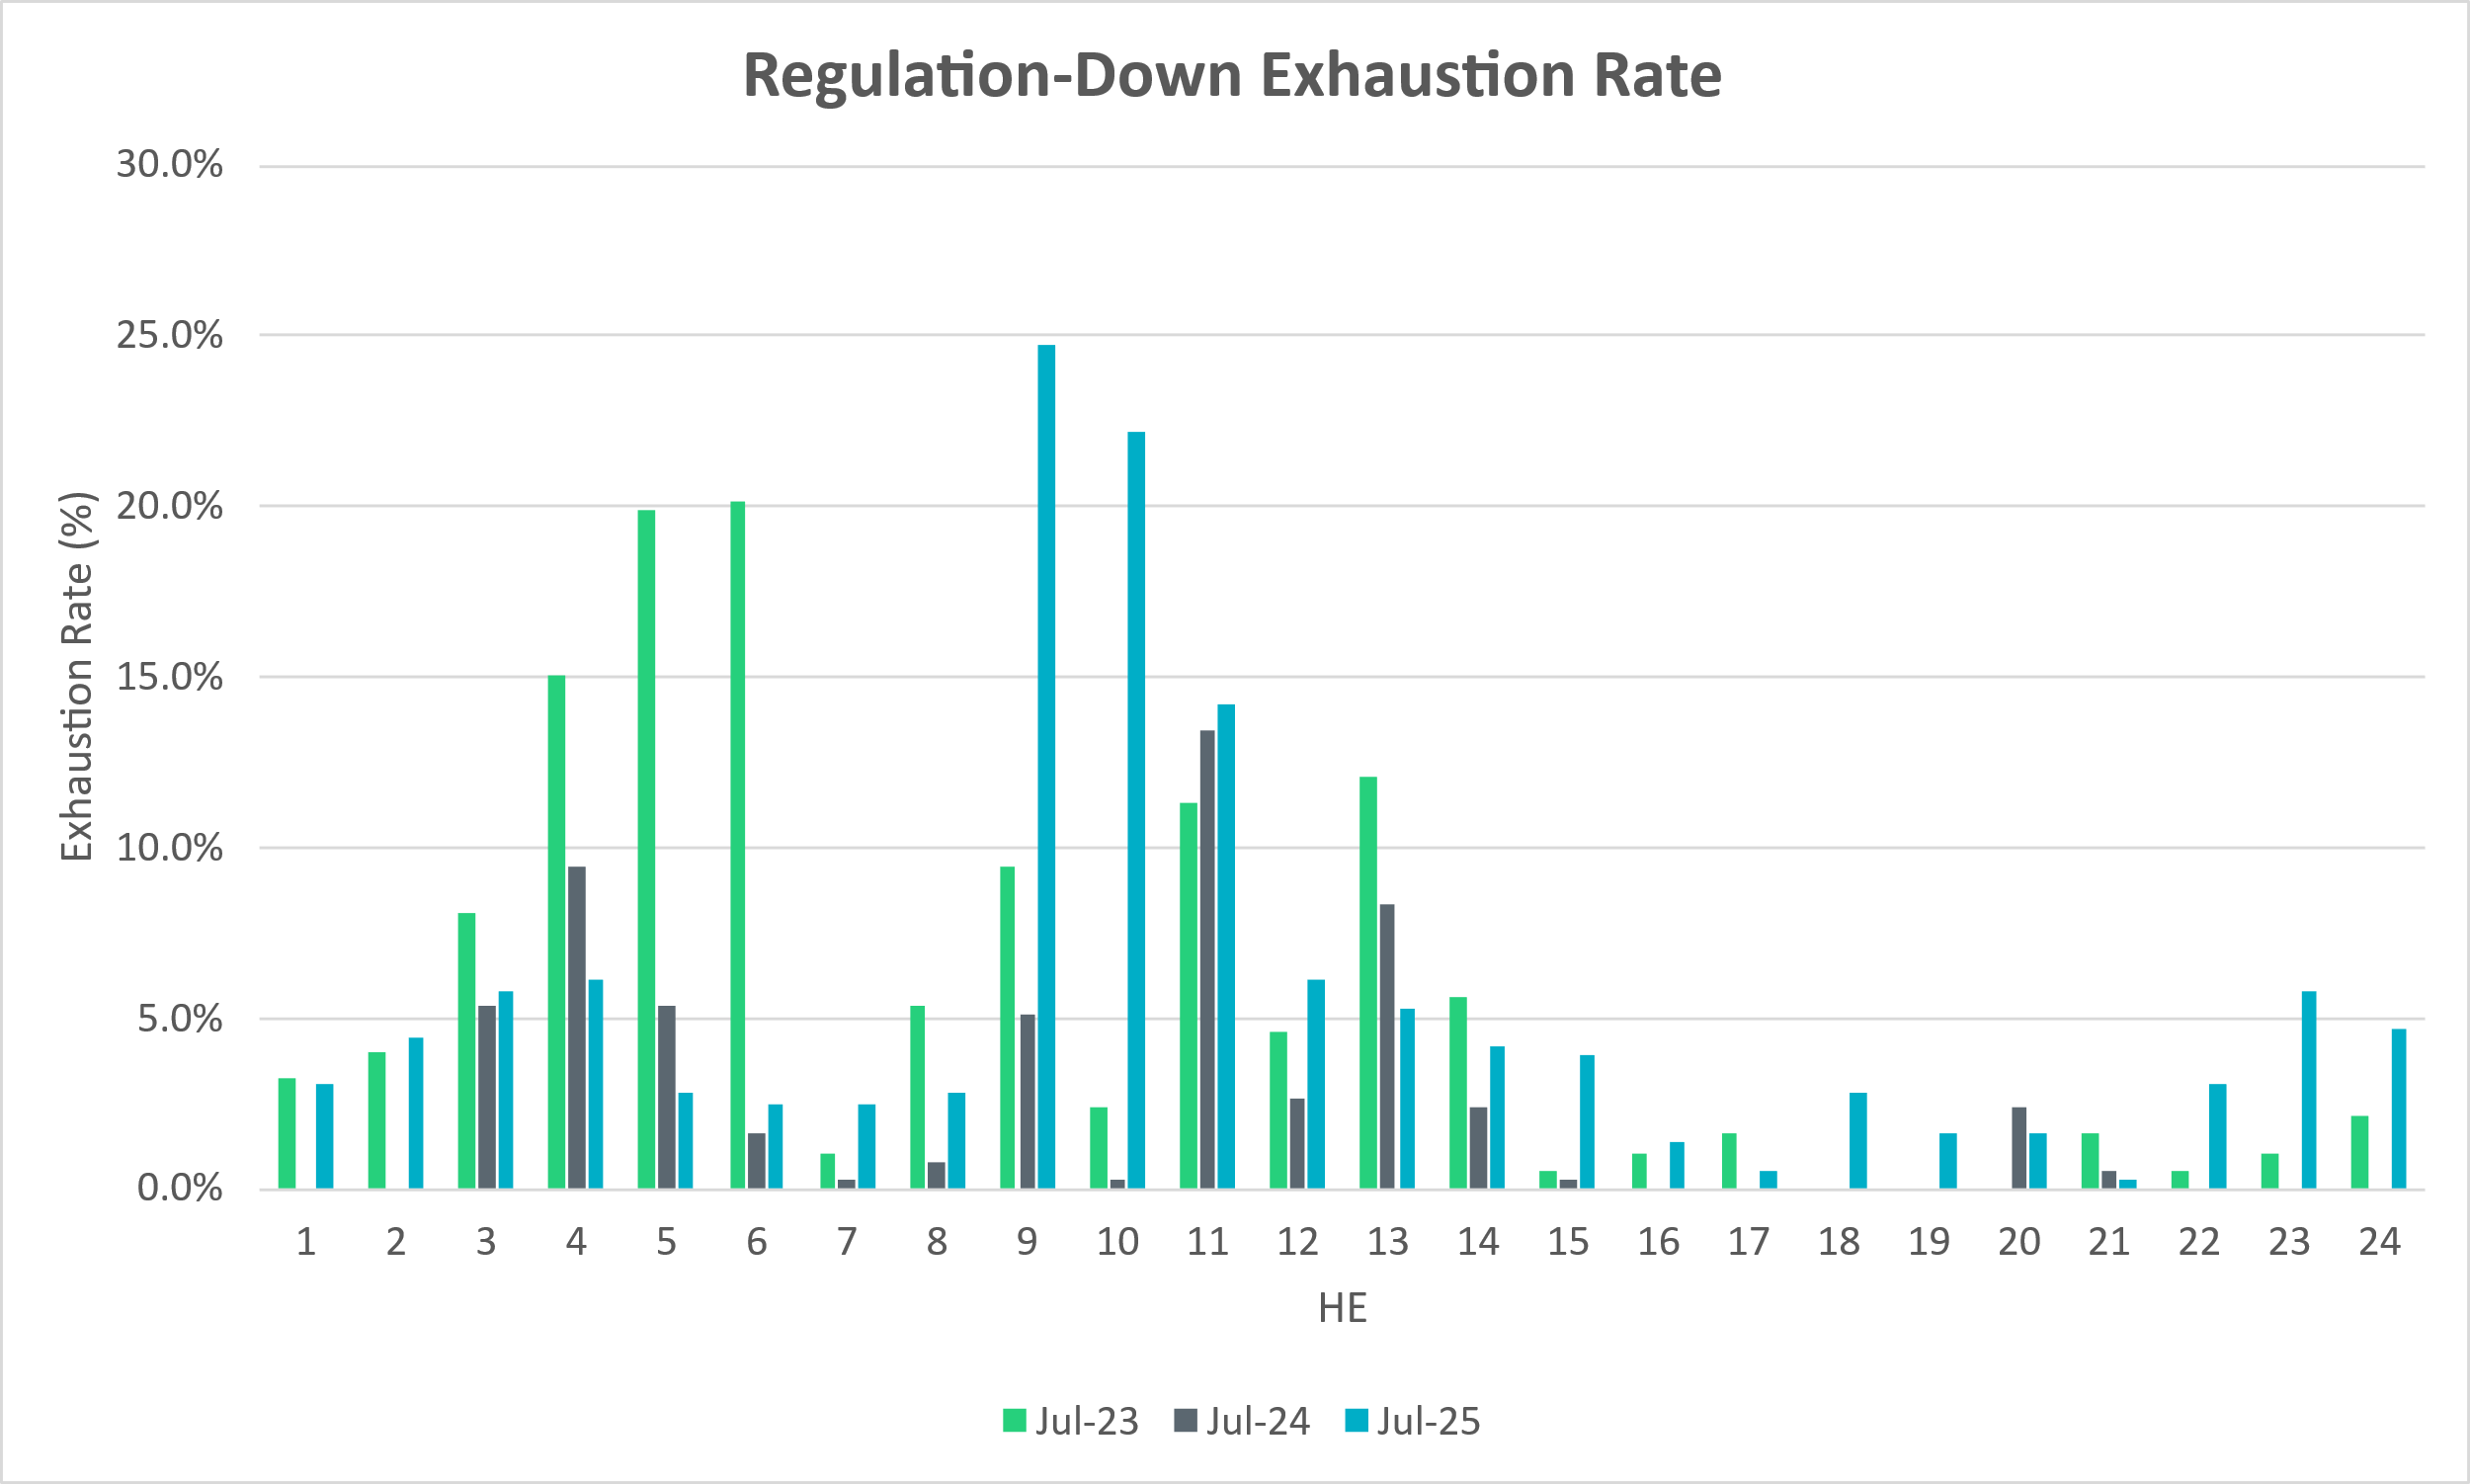 Regulation-Down Exhaustion Rate
30.0%
25.0%
20.0%
15.0%
10.0%
5.0%
0.0%
Exhaustion Rate (%)
1 2 3 4 5 6 7 8 9 10 11 12 13 14 15 16 17 18 19 20 21 22 23 24
HE
Jul-23 Jul-24 Jul-25